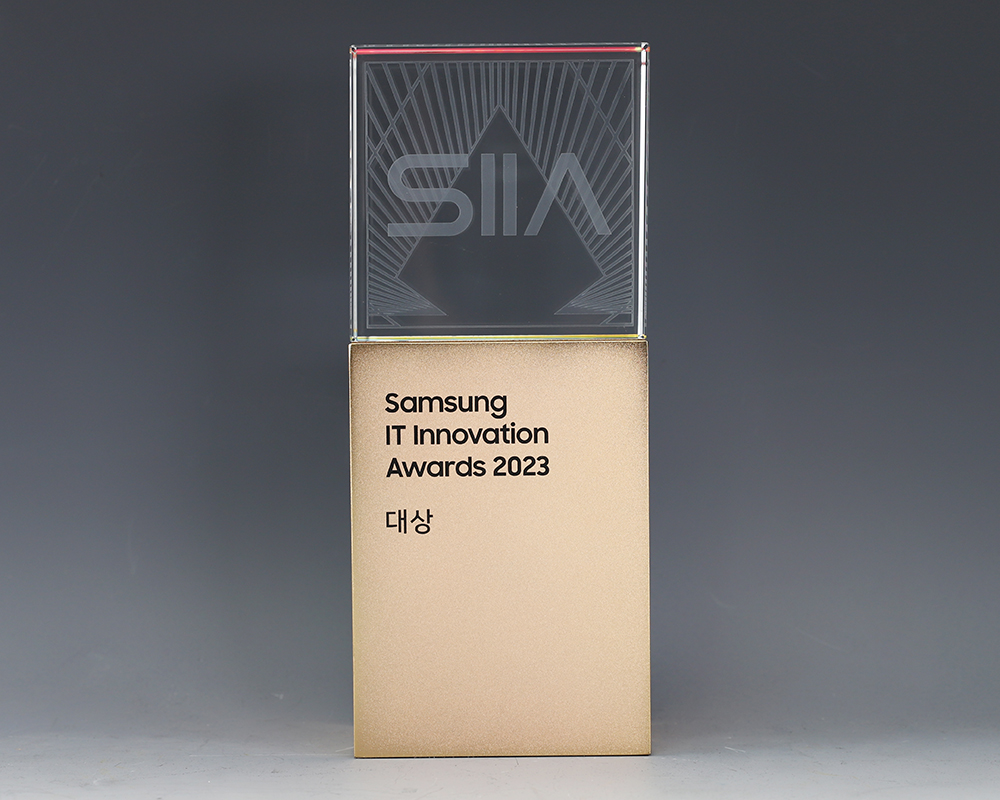 SIIA
Samsung
IT Innovation
Awards 2023
대상